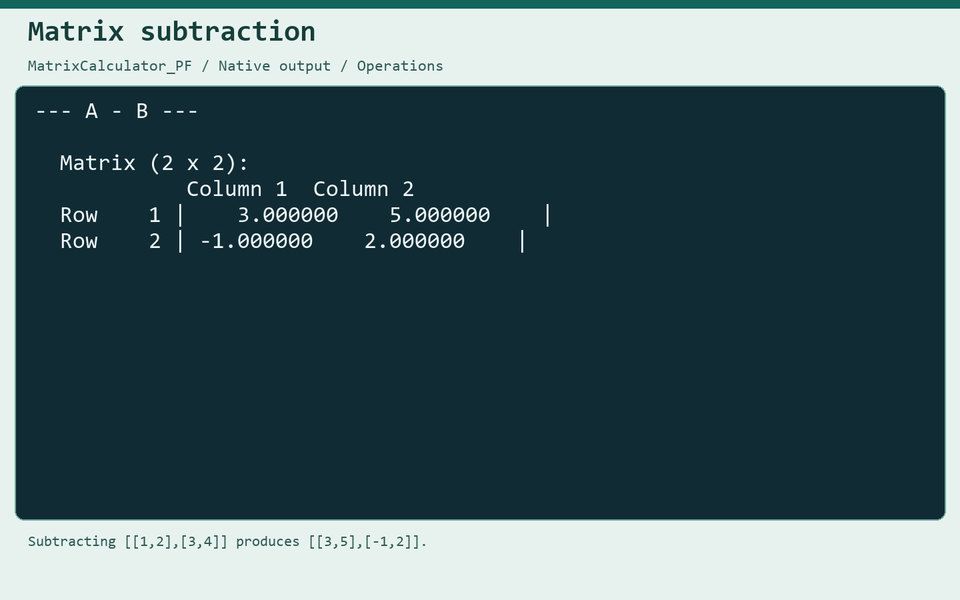 Matrix subtraction
MatrixCalculator_PF / Native output / Operations
--- A - B ---
Matrix (2 x 2):
Column 1  Column 2
Row    1 |    3.000000    5.000000    |
Row    2 | -1.000000    2.000000    |
Subtracting [[1,2],[3,4]] produces [[3,5],[-1,2]].